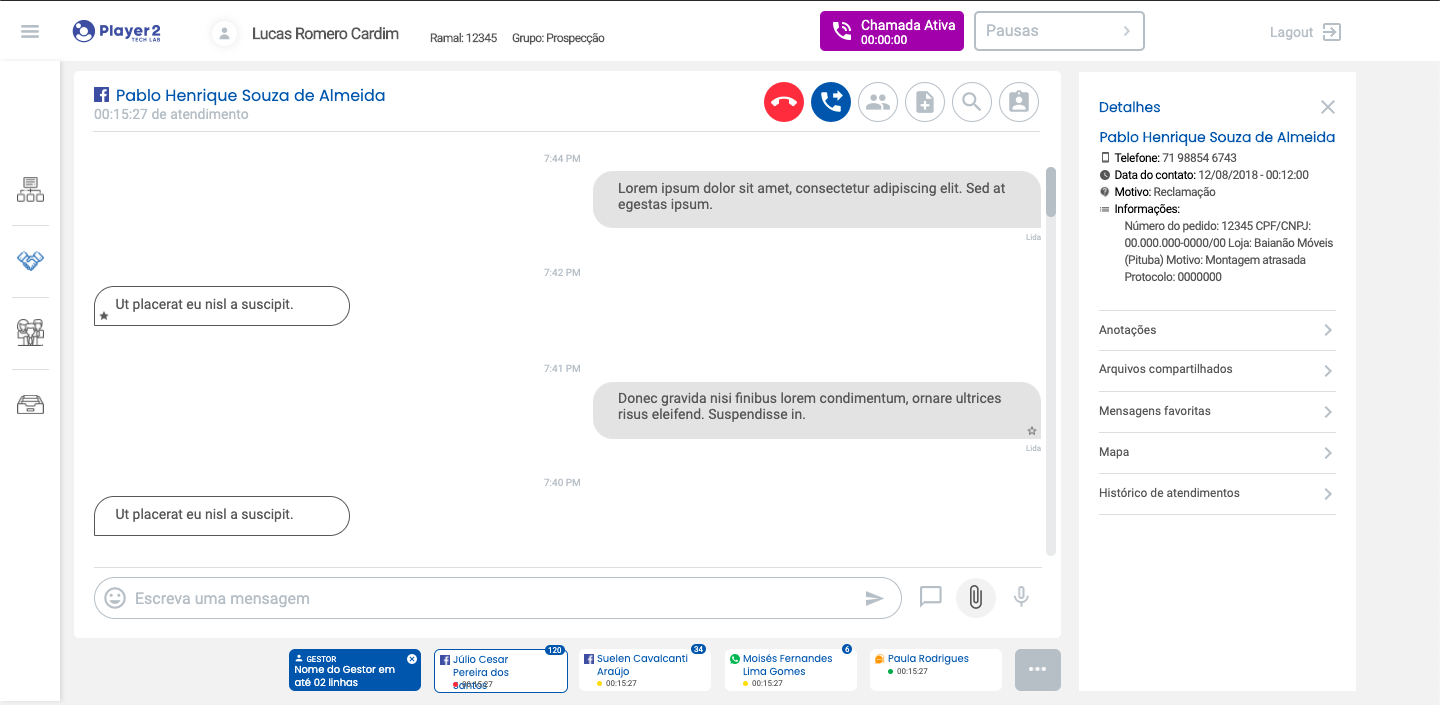 Player2
TECH LAB
Lucas Romero Cardim
Ramal: 12345 Grupo: Prospecção
Chamada Ativa
00:00:00
Pausas
Lagout
Pablo Henrique Souza de Almeida
00:15:27 de atendimento
7:44 PM
Lorem ipsum dolor sit amet, consectetur adipiscing elit. Sed at
egestas ipsum.
Lida
7:42 PM
Ut placerat eu nisl a suscipit.
7:41 PM
Donec gravida nisi finibus lorem condimentum, ornare ultrices
risus eleifend. Suspendisse in.
Lida
7:40 PM
Ut placerat eu nisl a suscipit.
Escreva uma mensagem
GESTOR
Nome do Gestor em
até 02 linhas
120
Júlio Cesar
Pereira dos
Santos
00:15:27
34
Suelen Cavalcanti
Araújo
00:15:27
6
Moisés Fernandes
Lima Gomes
00:15:27
Paula Rodrigues
00:15:27
Detalhes
Pablo Henrique Souza de Almeida
Telefone: 71 98854 6743
Data do contato: 12/08/2018 - 00:12:00
Motivo: Reclamação
Informações:
Número do pedido: 12345 CPF/CNPJ:
00.000.000-0000/00 Loja: Baianão Móveis
(Pituba) Motivo: Montagem atrasada
Protocolo: 0000000
Anotações
Arquivos compartilhados
Mensagens favoritas
Mapa
Histórico de atendimentos